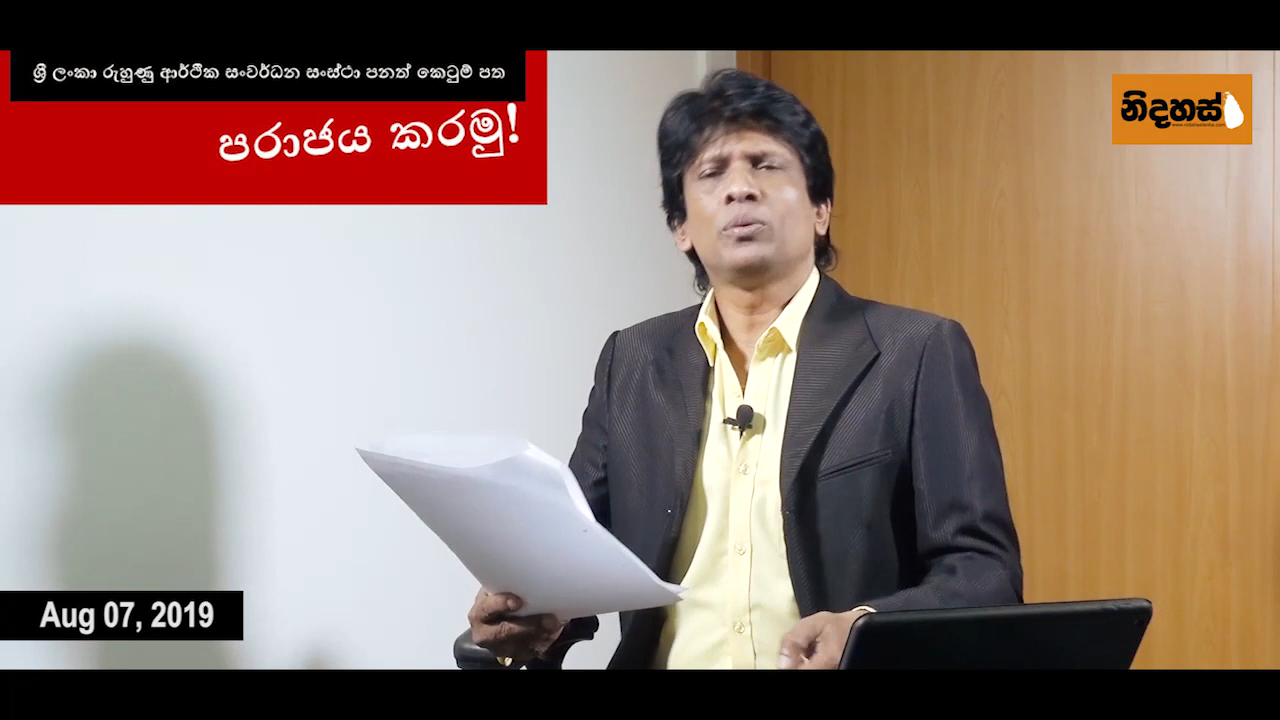 ශ්‍රී ලංකා රුහුණු ආර්ථික සංවර්ධන සංස්ථා පනත් කෙටුම් පත
පරාජය කරමු!
නිදහස්
Aug 07, 2019